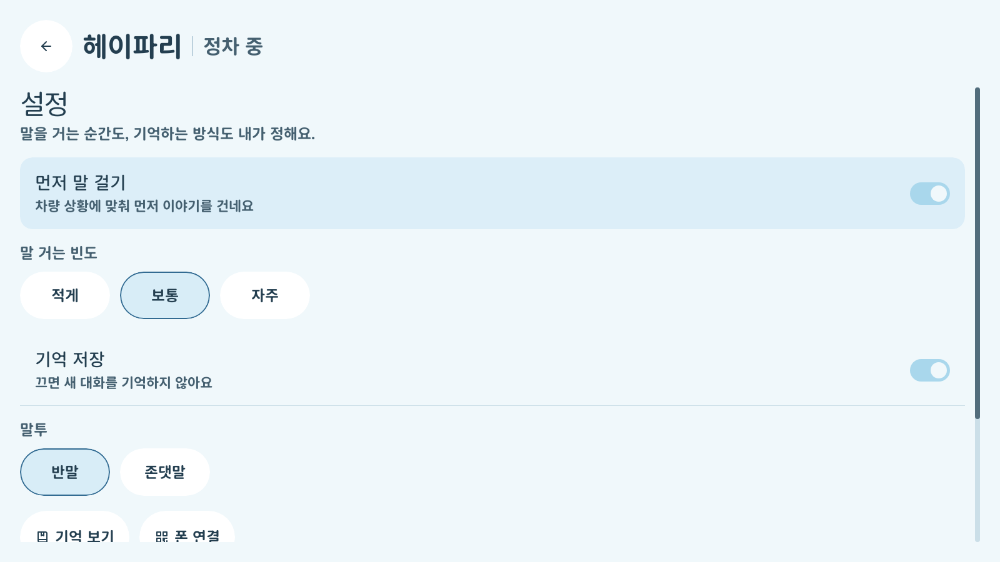 헤이파리 정차 중
설정
말을 거는 순간도, 기억하는 방식도 내가 정해요.
먼저 말 걸기
차량 상황에 맞춰 먼저 이야기를 건네요
말 거는 빈도
적게 보통 자주
기억 저장
끄면 새 대화를 기억하지 않아요
말투
반말 존댓말
기억 보기 폰 연결